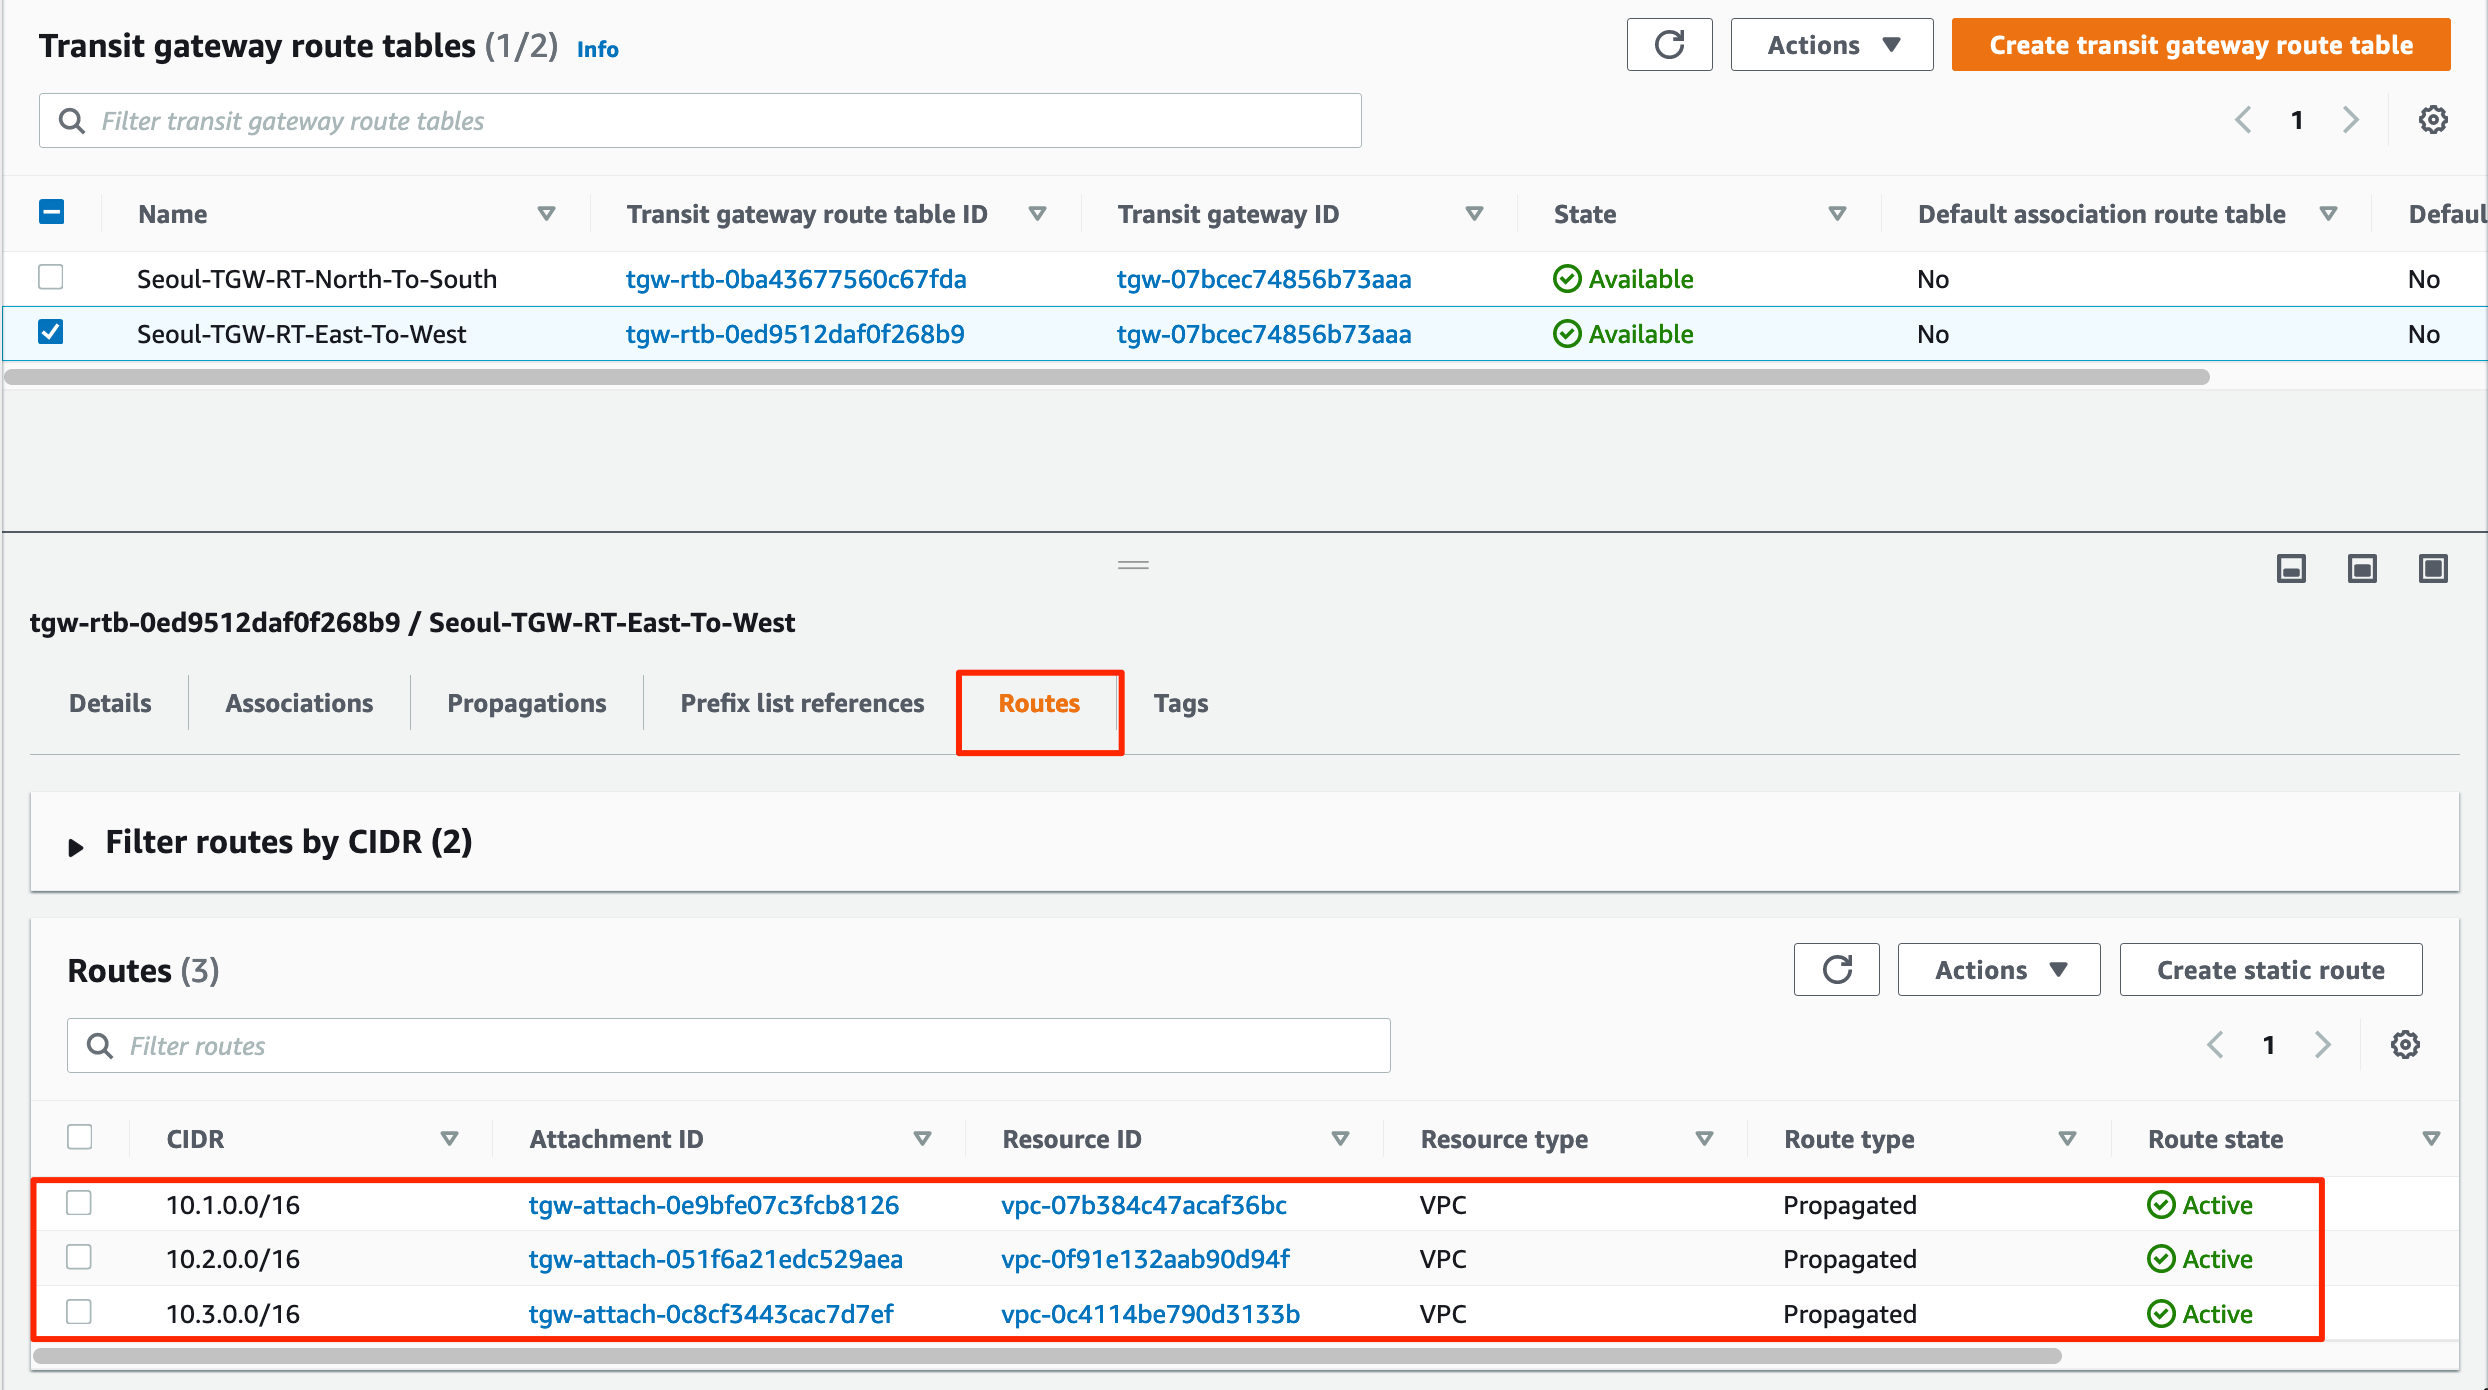 Transit gateway route tables (1/2) Info
Actions
Create transit gateway route table
Filter transit gateway route tables
1
Name Transit gateway route table ID Transit gateway ID State Default association route table Defaul
Seoul-TGW-RT-North-To-South tgw-rtb-0ba43677560c67fda tgw-07bcec74856b73aaa Available No No
Seoul-TGW-RT-East-To-West tgw-rtb-0ed9512daf0f268b9 tgw-07bcec74856b73aaa Available No No
tgw-rtb-0ed9512daf0f268b9 / Seoul-TGW-RT-East-To-West
Details Associations Propagations Prefix list references Routes Tags
Filter routes by CIDR (2)
Routes (3)
Actions
Create static route
Filter routes
1
CIDR Attachment ID Resource ID Resource type Route type Route state
10.1.0.0/16 tgw-attach-0e9bfe07c3fcb8126 vpc-07b384c47acaf36bc VPC Propagated Active
10.2.0.0/16 tgw-attach-051f6a21edc529aea vpc-0f91e132aab90d94f VPC Propagated Active
10.3.0.0/16 tgw-attach-0c8cf3443cac7d7ef vpc-0c4114be790d3133b VPC Propagated Active